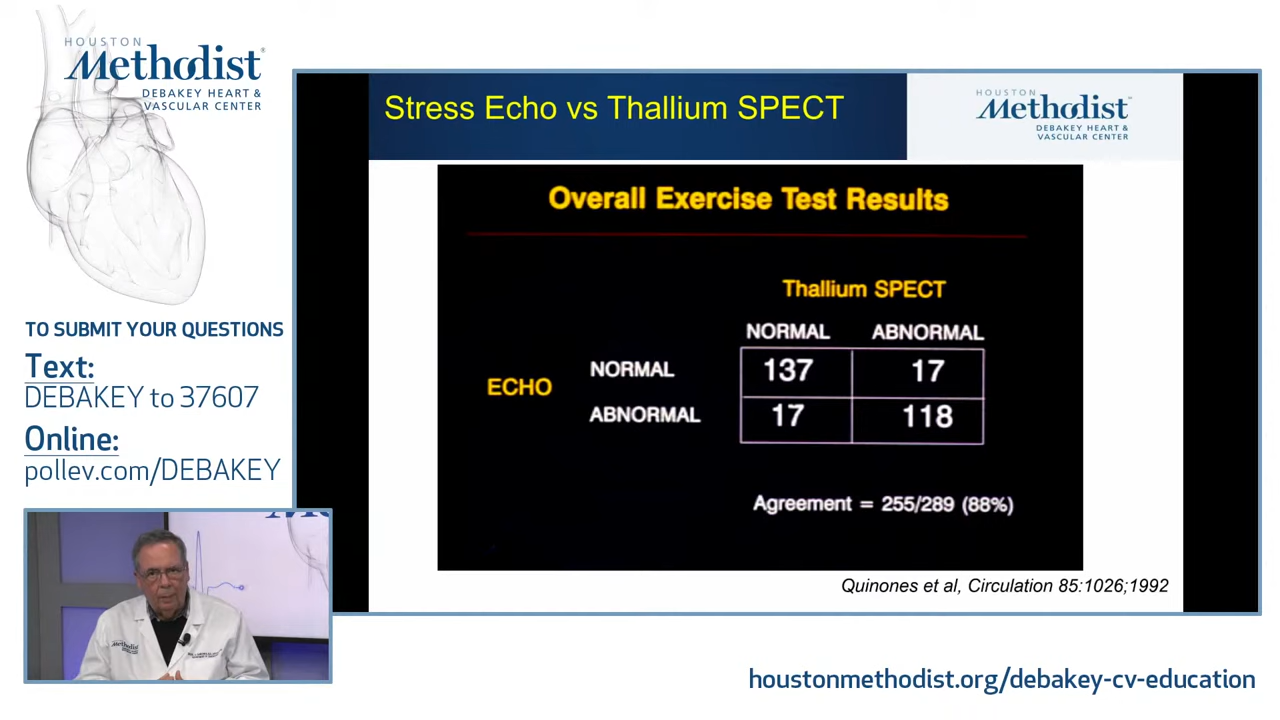 HOUSTON
Methodist
DEBAKEY HEART &
VASCULAR CENTER
TO SUBMIT YOUR QUESTIONS
Text:
DEBAKEY to 37607
Online:
pollev.com/DEBAKEY
Stress Echo vs Thallium SPECT
HOUSTON
Methodist
DEBAKEY HEART &
VASCULAR CENTER
Overall Exercise Test Results
Thallium SPECT
NORMAL ABNORMAL
ECHO
NORMAL 137 17
ABNORMAL 17 118
Agreement = 255/289 (88%)
Quinones et al, Circulation 85:1026;1992
Methodist
houstonmethodist.org/debakey-cv-education